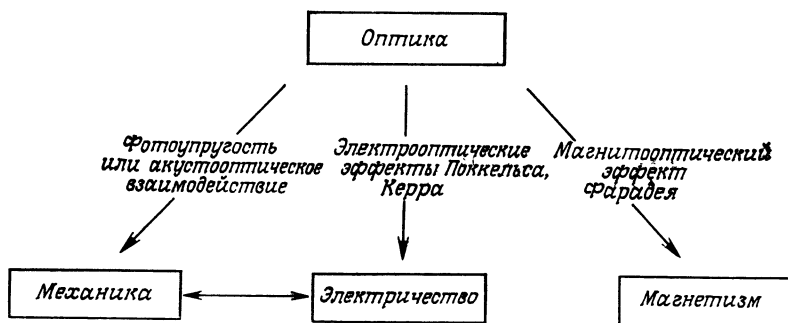 Оптика
Фотоупругость
или акустооптическое
взаимодействие
Электрооптические
эффекты Поккельса,
Керра
Магнитооптический
эффект
Фарадея
Механика
Электричество
Магнетизм